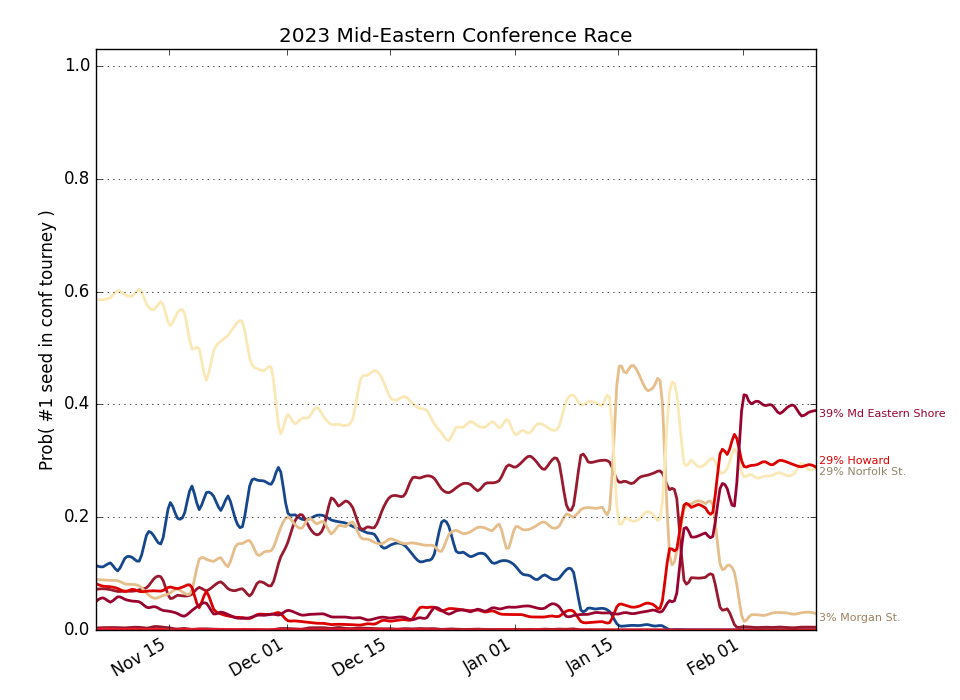 2023 Mid-Eastern Conference Race
Prob( #1 seed in conf tourney )
1.0
0.8
0.6
0.4
0.2
0.0
39% Md Eastern Shore
29% Howard
29% Norfolk St.
3% Morgan St.
Nov 15
Dec 01
Dec 15
Jan 01
Jan 15
Feb 01